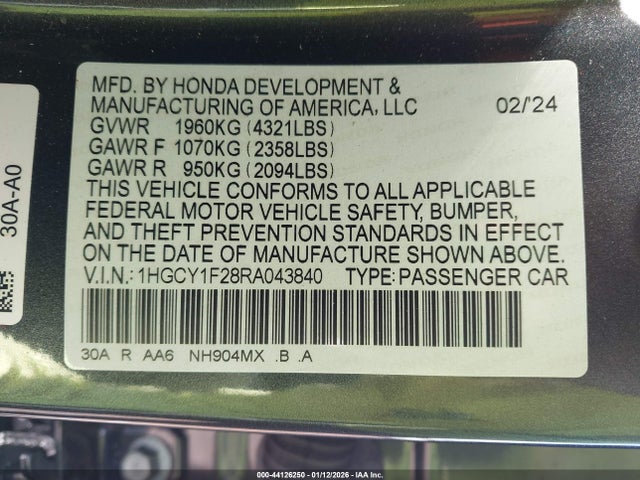 MFD. BY HONDA DEVELOPMENT &
MANUFACTURING OF AMERICA, LLC 02/'24
GVWR 1960KG (4321LBS)
GAWR F 1070KG (2358LBS)
GAWR R 950KG (2094LBS)
THIS VEHICLE CONFORMS TO ALL APPLICABLE
FEDERAL MOTOR VEHICLE SAFETY, BUMPER,
AND THEFT PREVENTION STANDARDS IN EFFECT
ON THE DATE OF MANUFACTURE SHOWN ABOVE.
V.I.N.:1HGCY1F28RA043840 TYPE:PASSENGER CAR
30A R AA6 NH904MX .B .A
30A-A0
000-44126250 - 01/12/2026 - IAA Inc.